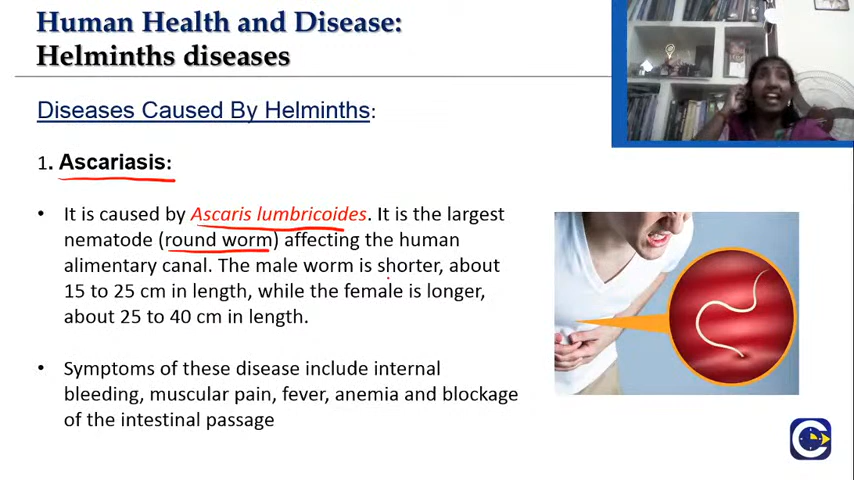 Human Health and Disease:
Helminths diseases
Diseases Caused By Helminths:
1. Ascariasis:
• It is caused by Ascaris lumbricoides. It is the largest
nematode (round worm) affecting the human
alimentary canal. The male worm is shorter, about
15 to 25 cm in length, while the female is longer,
about 25 to 40 cm in length.
• Symptoms of these disease include internal
bleeding, muscular pain, fever, anemia and blockage
of the intestinal passage